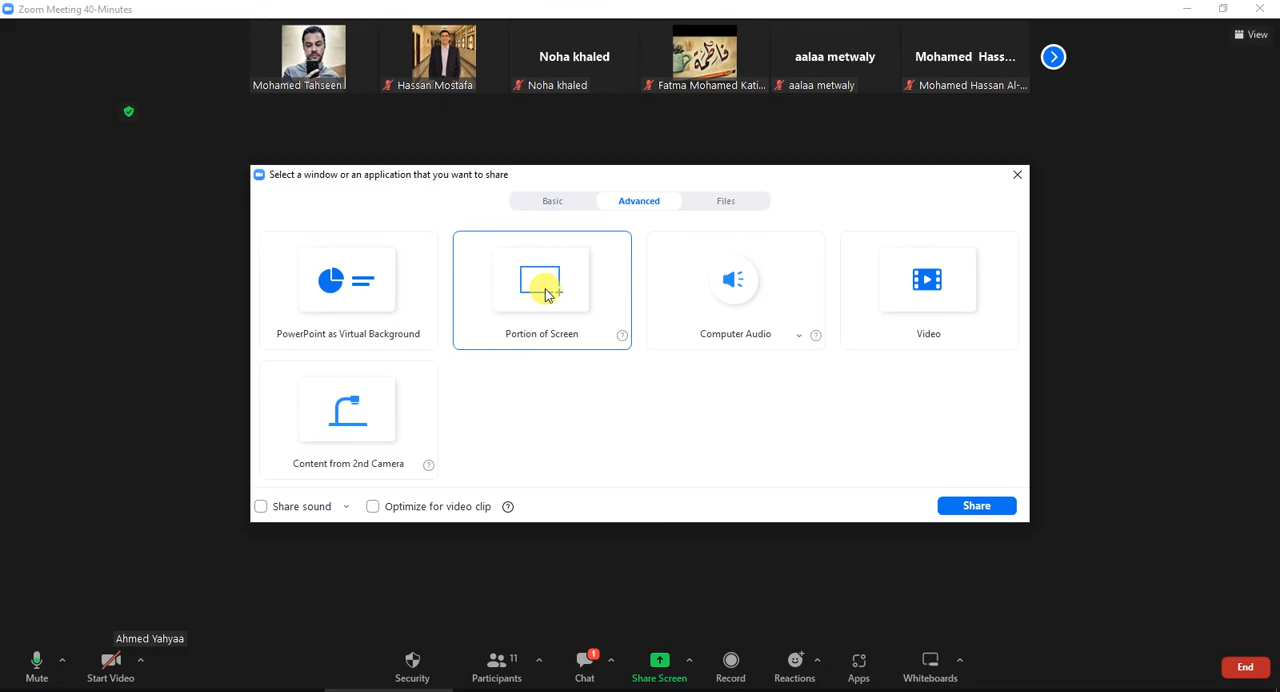 Zoom Meeting 40-Minutes
View
Noha khaled
فاطمة
aalaa metwaly
Mohamed Hass...
Mohamed Tahseen
Hassan Mostafa
Noha khaled
Fatma Mohamed Kati...
aalaa metwaly
Mohamed Hassan Al-...
Select a window or an application that you want to share
Basic
Advanced
Files
PowerPoint as Virtual Background
Portion of Screen
Computer Audio
Video
Content from 2nd Camera
Share sound
Optimize for video clip
Share
Ahmed Yahyaa
Mute
Start Video
Security
11
Participants
1
Chat
Share Screen
Record
Reactions
Apps
Whiteboards
End